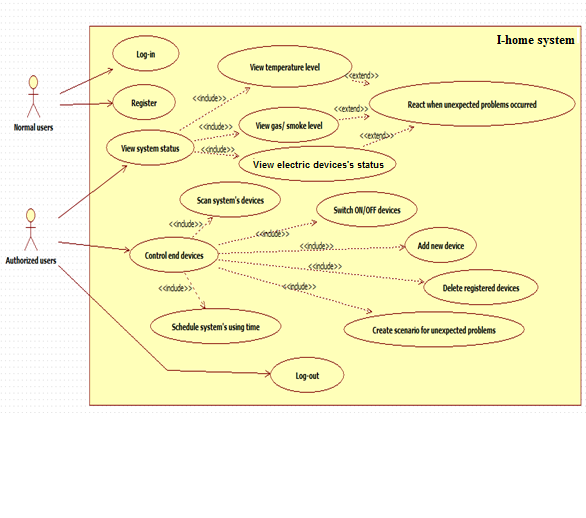 I-home system
Log-in
View temperature level
<<extend>>
Register
<<include>>
React when unexpected problems occurred
<<extend>>
Normal users
<<include>>
View gas/ smoke level
<<extend>>
View system status
<<include>>
View electric devices's status
Scan system's devices
Switch ON/OFF devices
<<include>>
<<include>>
Authorized users
Control end devices
<<include>>
Add new device
<<include>>
<<include>>
<<include>>
Delete registered devices
Schedule system's using time
Create scenario for unexpected problems
Log-out